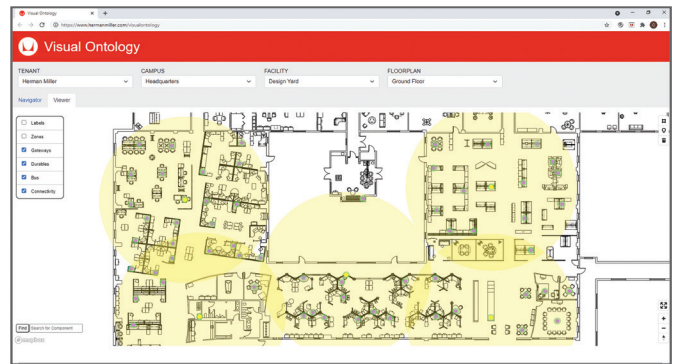 Visual Ontology
https://www.hermanmiller.com/visualontology
Visual Ontology
TENANT CAMPUS FACILITY FLOORPLAN
Herman Miller Headquarters Design Yard Ground Floor
Navigator Viewer
Labels
Zones
Gateways
Durables
Bus
Connectivity
Find Search for Component
mapbox